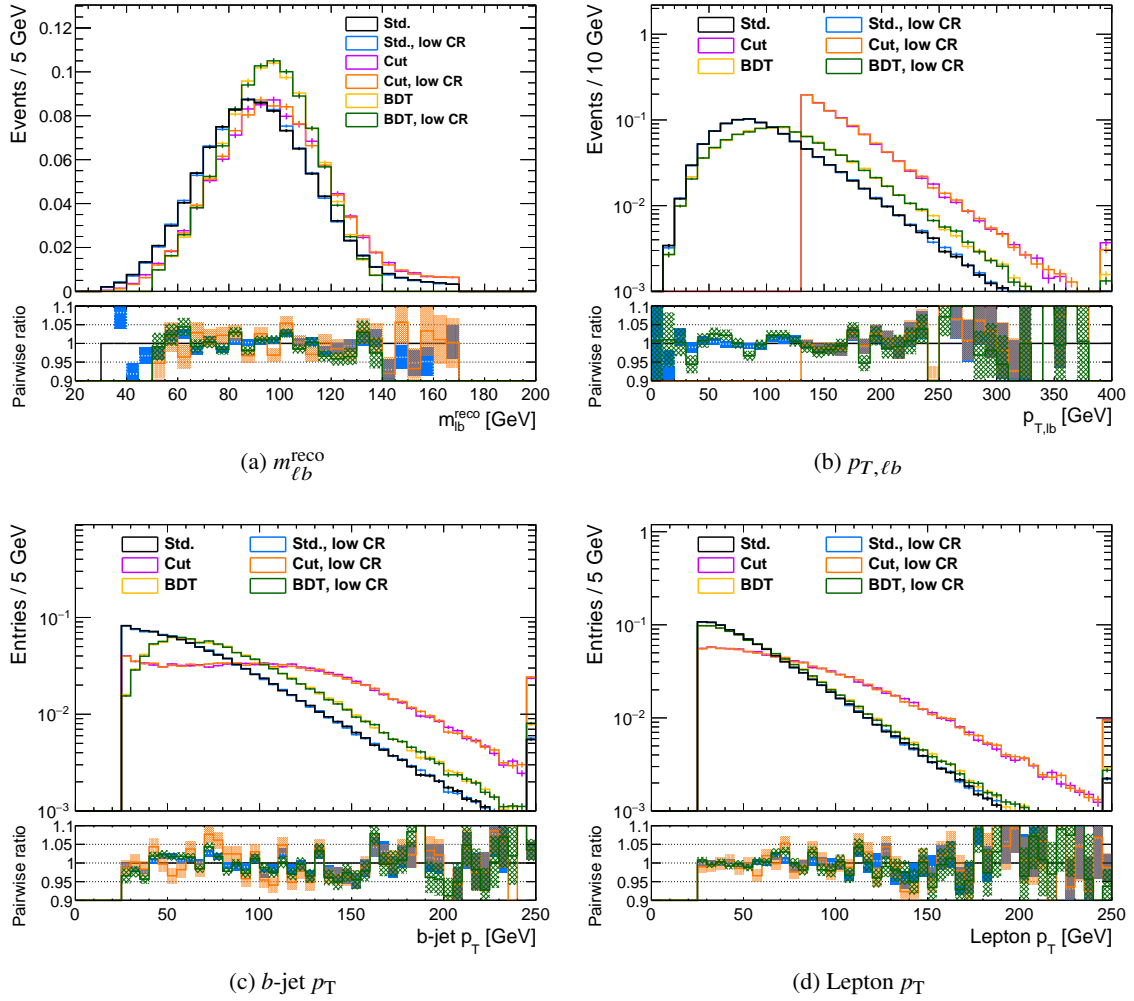 Events / 5 GeV
0.12
0.1
0.08
0.06
0.04
0.02
0
Std.
Std., low CR
Cut
Cut, low CR
BDT
BDT, low CR
Pairwise ratio
1.1
1.05
1
0.95
0.9
20 40 60 80 100 120 140 160 180 200
m_lb^reco [GeV]
(a) m_ℓb^reco
Events / 10 GeV
1
10^−1
10^−2
10^−3
Std. Std., low CR
Cut Cut, low CR
BDT BDT, low CR
Pairwise ratio
1.1
1.05
1
0.95
0.9
0 50 100 150 200 250 300 350 400
p_T,lb [GeV]
(b) p_T,ℓb
Entries / 5 GeV
1
10^−1
10^−2
10^−3
Std. Std., low CR
Cut Cut, low CR
BDT BDT, low CR
Pairwise ratio
1.1
1.05
1
0.95
0.9
0 50 100 150 200 250
b-jet p_T [GeV]
(c) b-jet p_T
Entries / 5 GeV
1
10^−1
10^−2
10^−3
Std. Std., low CR
Cut Cut, low CR
BDT BDT, low CR
Pairwise ratio
1.1
1.05
1
0.95
0.9
0 50 100 150 200 250
Lepton p_T [GeV]
(d) Lepton p_T